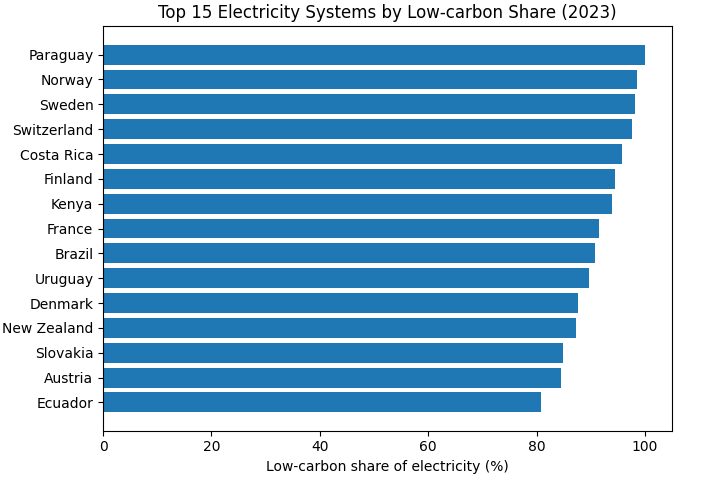 Top 15 Electricity Systems by Low-carbon Share (2023)
Paraguay
Norway
Sweden
Switzerland
Costa Rica
Finland
Kenya
France
Brazil
Uruguay
Denmark
New Zealand
Slovakia
Austria
Ecuador
0 20 40 60 80 100
Low-carbon share of electricity (%)